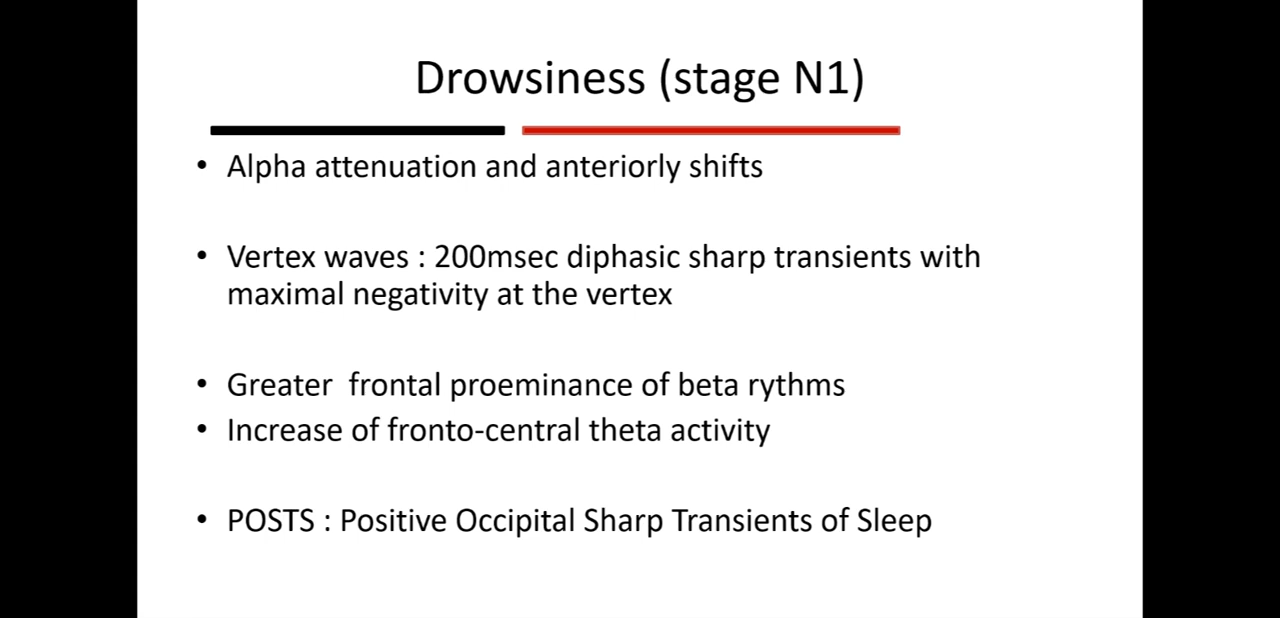 Drowsiness (stage N1)
• Alpha attenuation and anteriorly shifts
• Vertex waves : 200msec diphasic sharp transients with
maximal negativity at the vertex
• Greater  frontal proeminance of beta rythms
• Increase of fronto-central theta activity
• POSTS : Positive Occipital Sharp Transients of Sleep